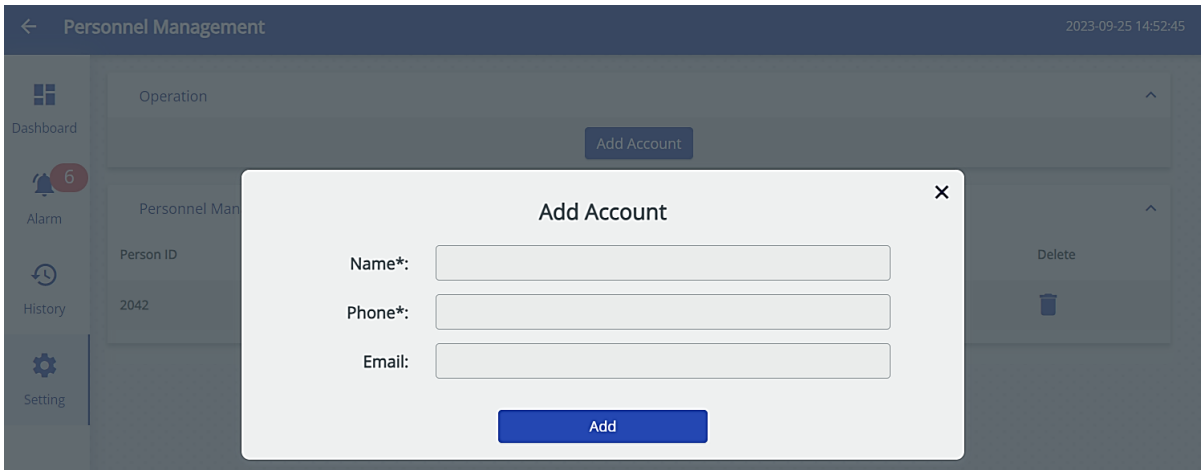 Personnel Management
2023-09-25 14:52:45
Dashboard
6
Alarm
History
Setting
Operation
Add Account
Personnel Man
Person ID
Delete
2042
Add Account
Name*:
Phone*:
Email:
Add